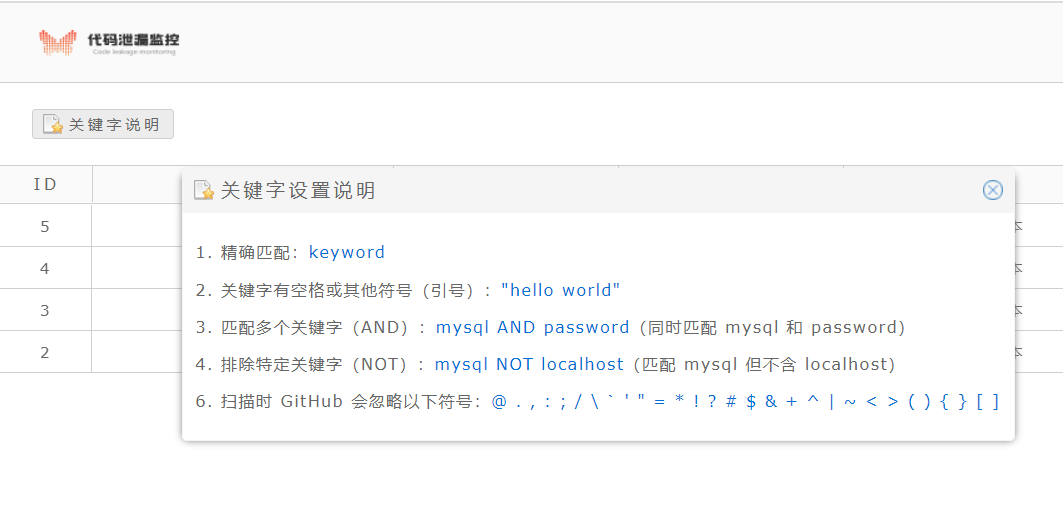 代码泄漏监控
Code leakage monitoring
关键字说明
ID
关键字设置说明
5
1. 精确匹配：keyword
4
2. 关键字有空格或其他符号（引号）："hello world"
3
3. 匹配多个关键字（AND）：mysql AND password（同时匹配 mysql 和 password）
2
4. 排除特定关键字（NOT）：mysql NOT localhost（匹配 mysql 但不含 localhost）
6. 扫描时 GitHub 会忽略以下符号：@ . , : ; / \ ` ' " = * ! ? # $ & + ^ | ~ < > ( ) { } [ ]